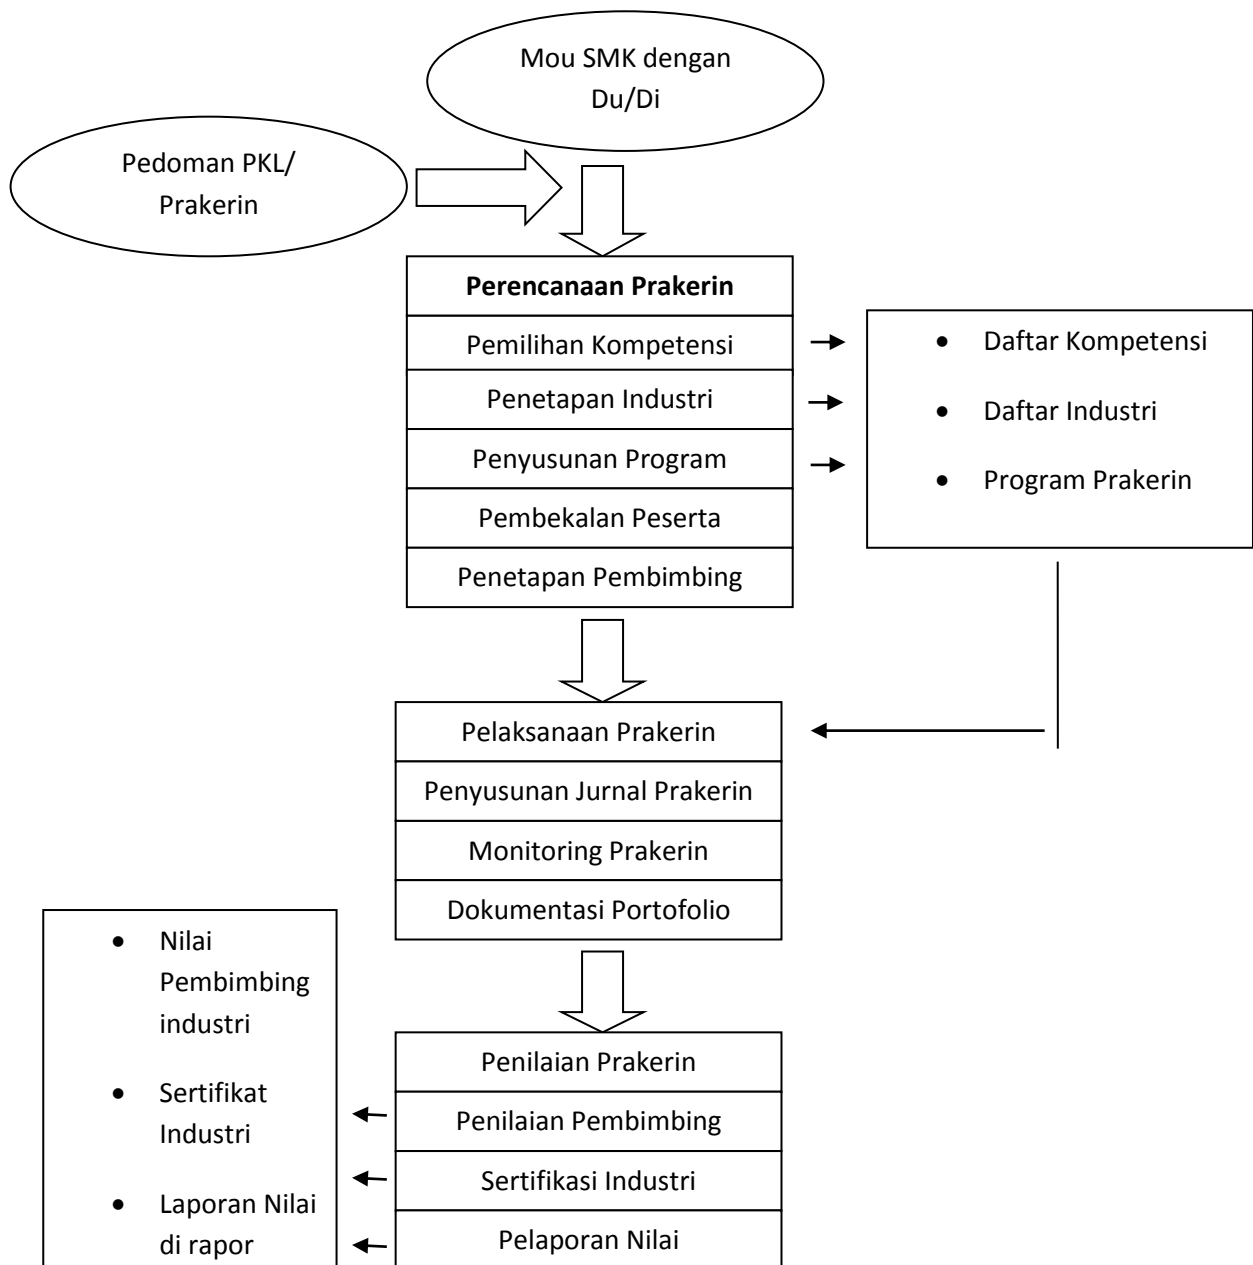 Mou SMK dengan
Du/Di
Pedoman PKL/
Prakerin
Perencanaan Prakerin
Pemilihan Kompetensi
Penetapan Industri
Penyusunan Program
Pembekalan Peserta
Penetapan Pembimbing
• Daftar Kompetensi
• Daftar Industri
• Program Prakerin
Pelaksanaan Prakerin
Penyusunan Jurnal Prakerin
Monitoring Prakerin
Dokumentasi Portofolio
• Nilai
Pembimbing
industri
• Sertifikat
Industri
• Laporan Nilai
di rapor
Penilaian Prakerin
Penilaian Pembimbing
Sertifikasi Industri
Pelaporan Nilai